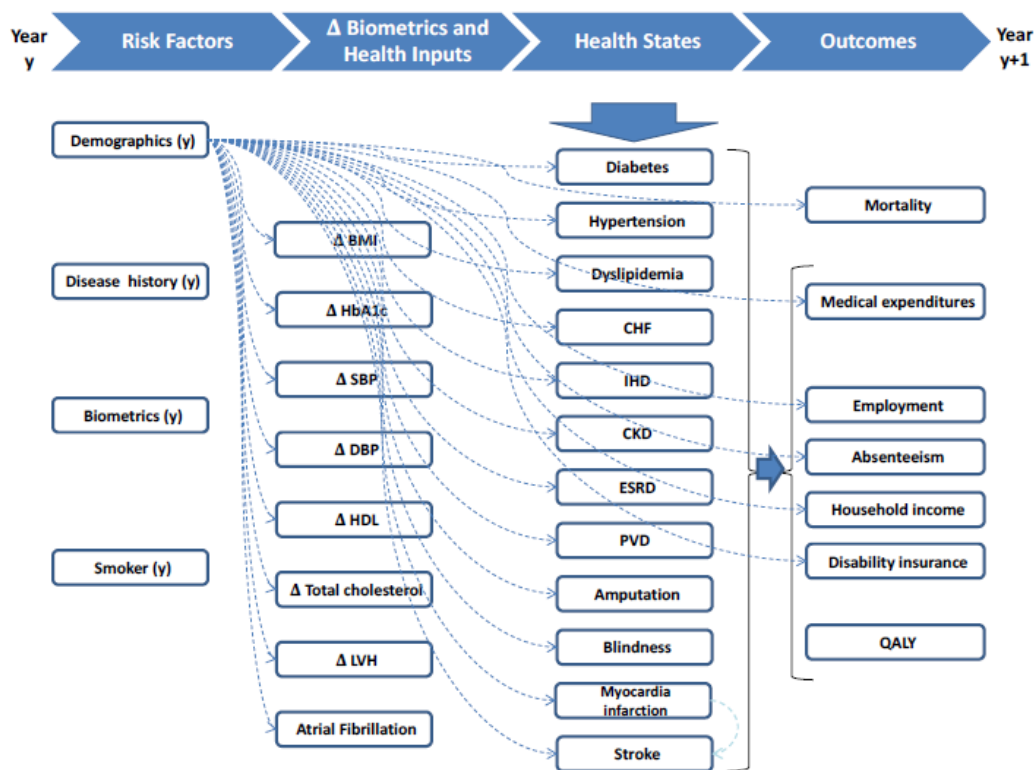 Year
y
Risk Factors
Δ Biometrics and
Health Inputs
Health States
Outcomes
Year
y+1
Demographics (y)
Disease history (y)
Biometrics (y)
Smoker (y)
Δ BMI
Δ HbA1c
Δ SBP
Δ DBP
Δ HDL
Δ Total cholesterol
Δ LVH
Atrial Fibrillation
Diabetes
Hypertension
Dyslipidemia
CHF
IHD
CKD
ESRD
PVD
Amputation
Blindness
Myocardia
infarction
Stroke
Mortality
Medical expenditures
Employment
Absenteeism
Household income
Disability insurance
QALY